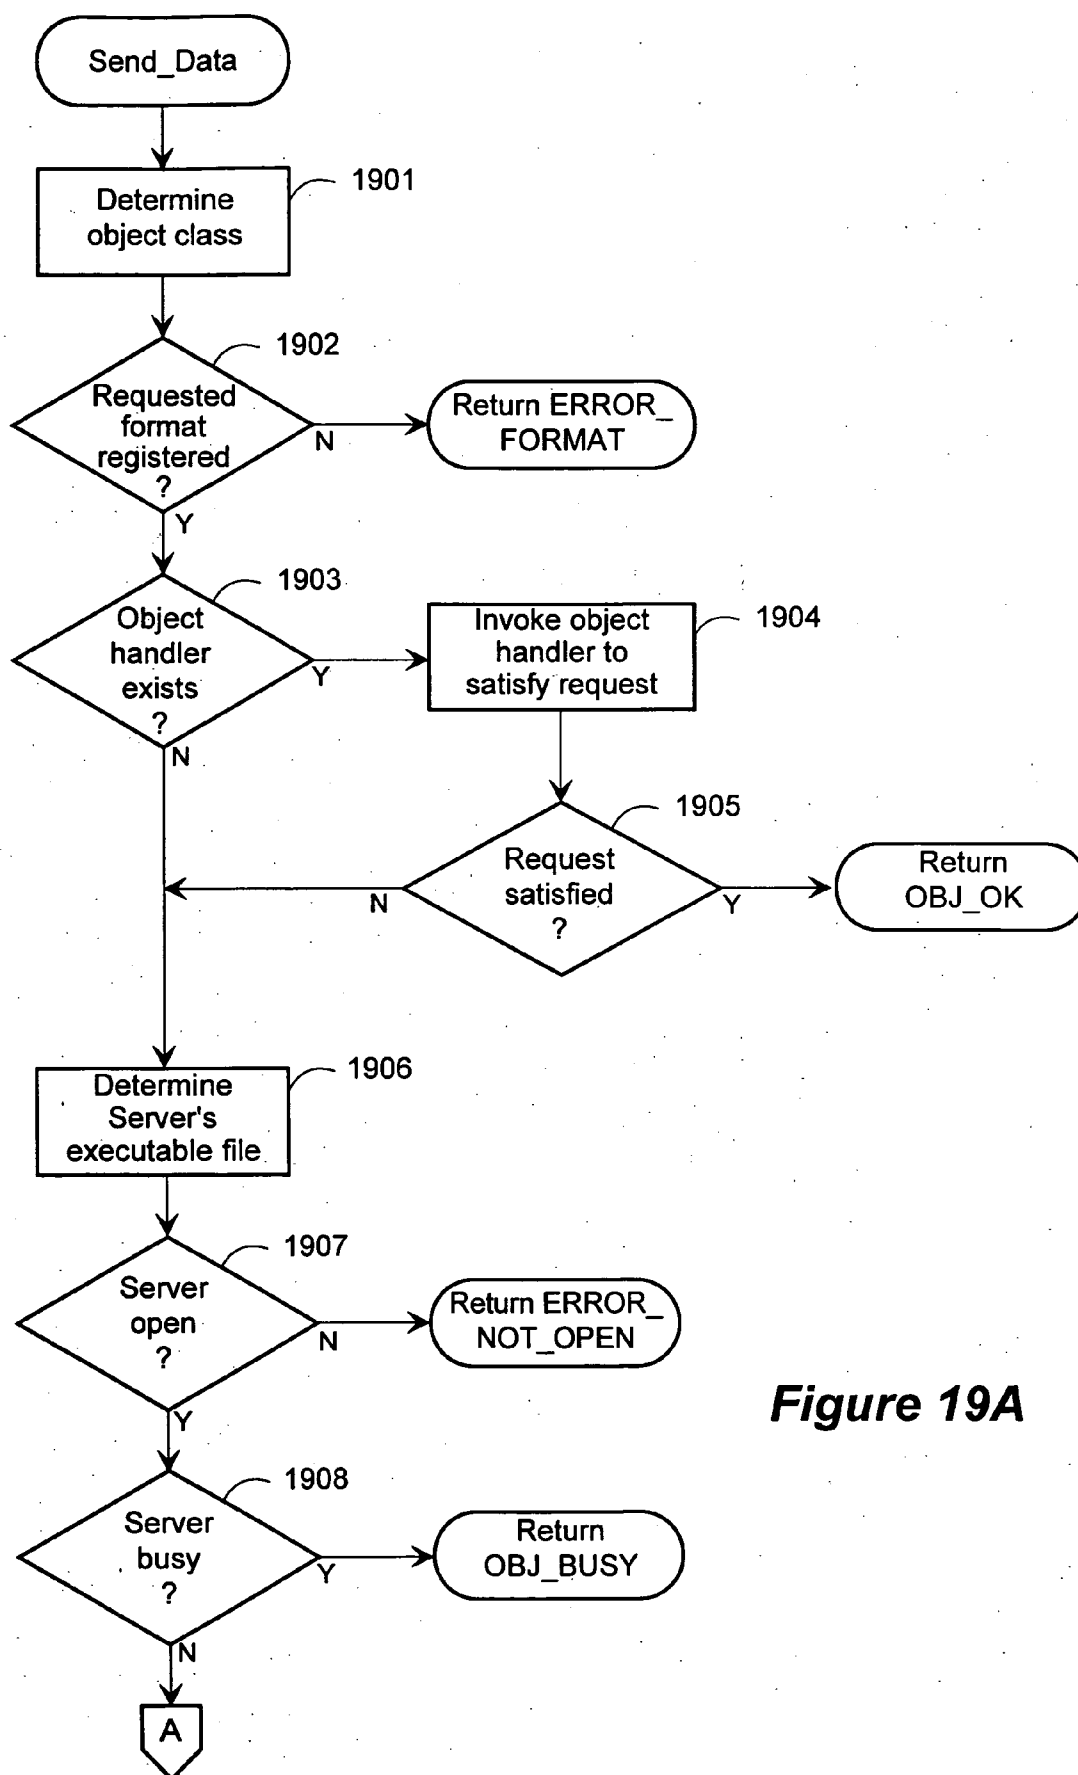 Send_Data
1901
Determine
object class
1902
Requested
format
registered
?
N
Return ERROR_
FORMAT
Y
1903
Object
handler
exists
?
Y
Invoke object
handler to
satisfy request
1904
N
1905
Request
satisfied
?
N
Y
Return
OBJ_OK
1906
Determine
Server's
executable file
1907
Server
open
?
N
Return ERROR_
NOT_OPEN
Figure 19A
Y
1908
Server
busy
?
Y
Return
OBJ_BUSY
N
A